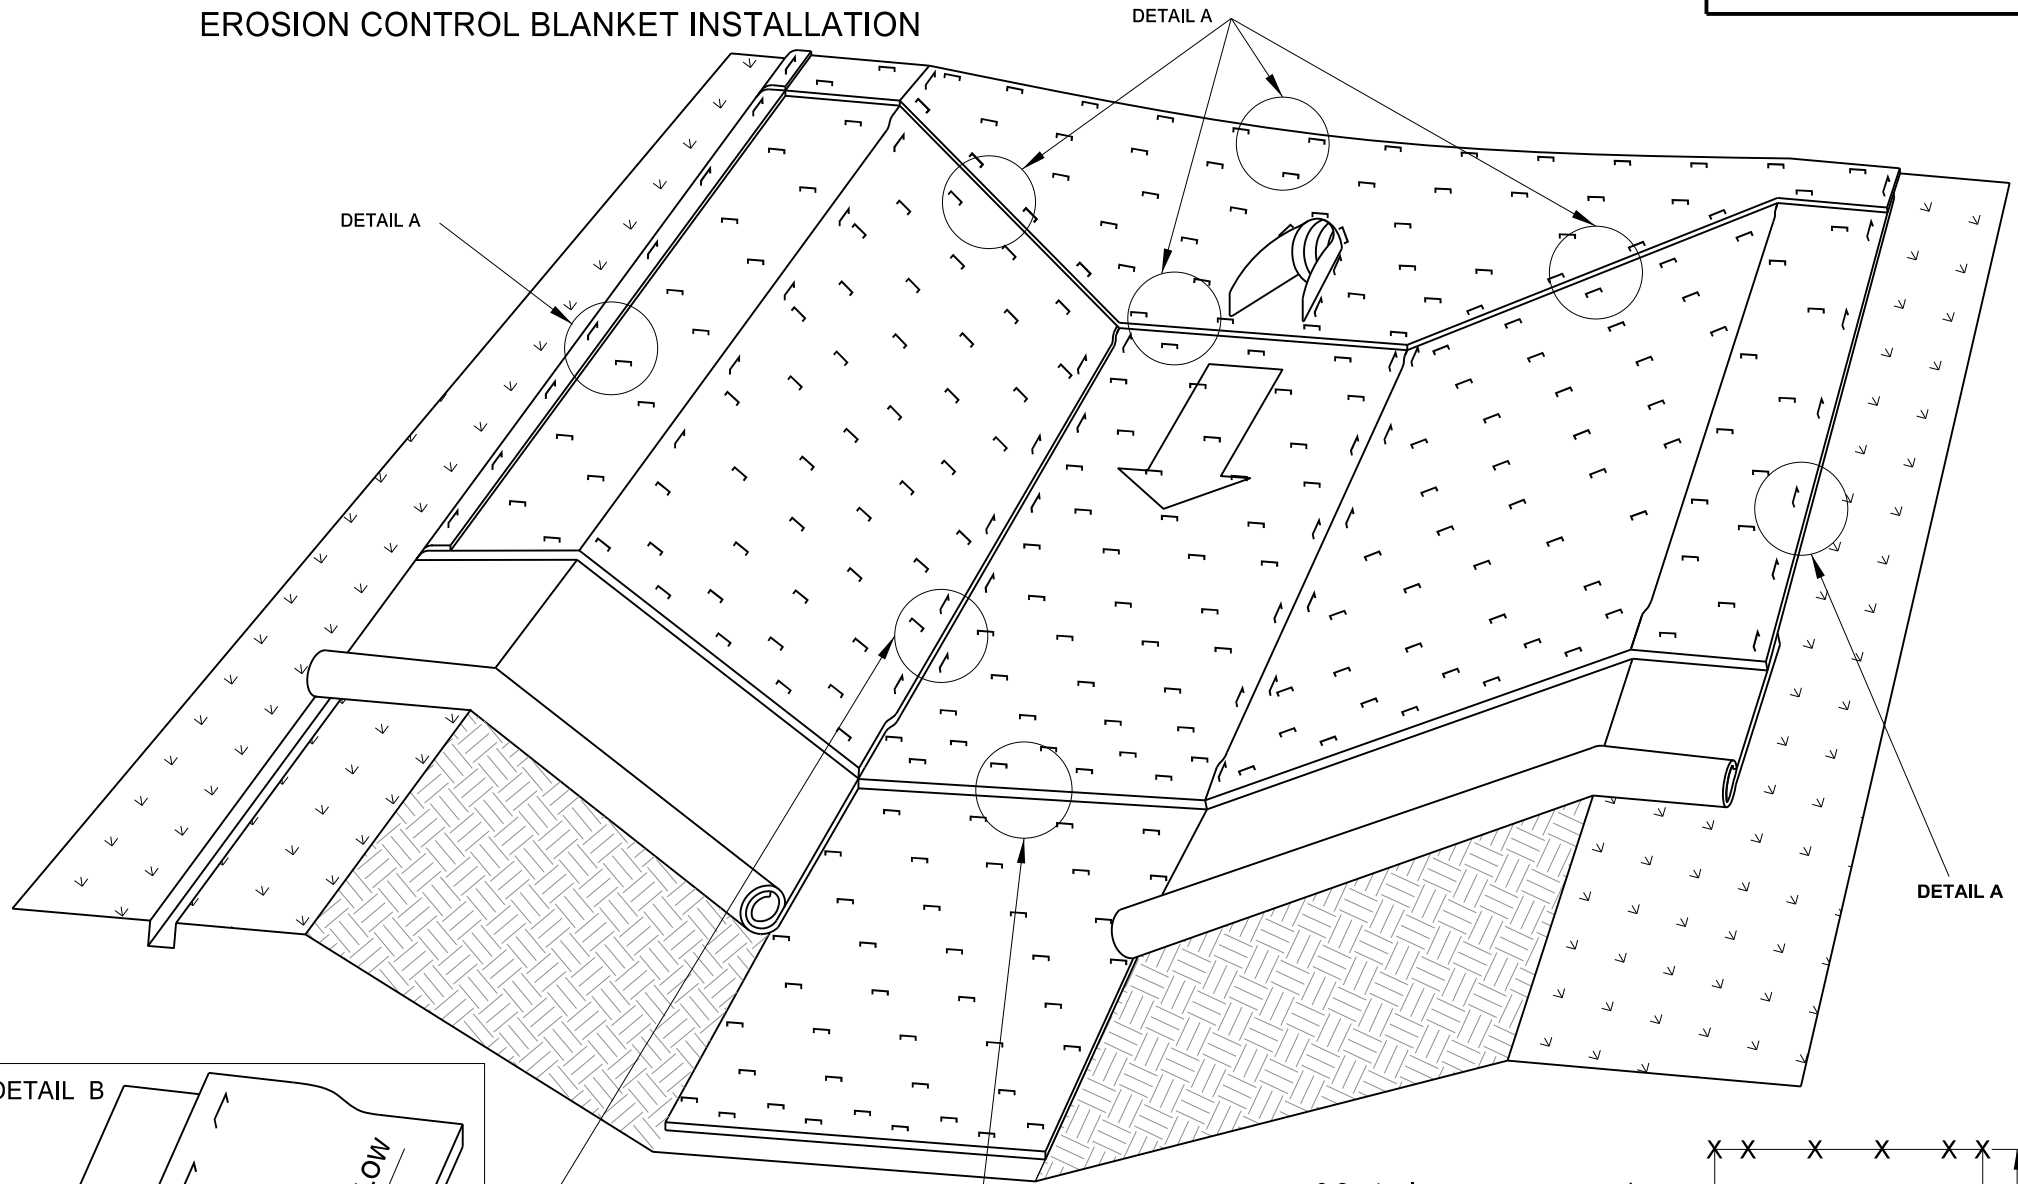 EROSION CONTROL BLANKET INSTALLATION
DETAIL A
DETAIL A
DETAIL A
DETAIL B
X X X X X X